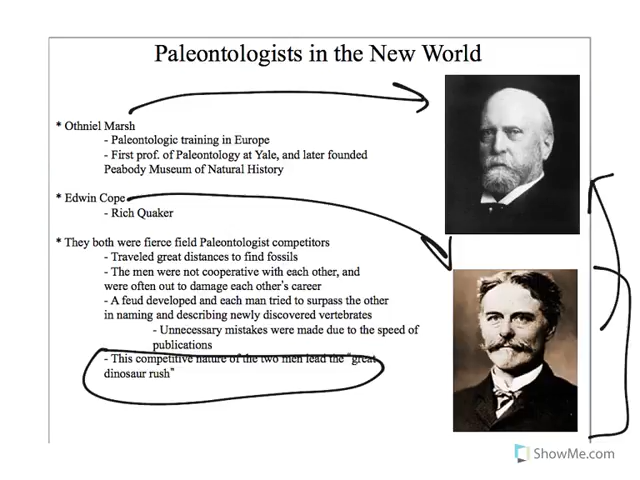 Paleontologists in the New World
* Othniel Marsh
- Paleontologic training in Europe
- First prof. of Paleontology at Yale, and later founded
Peabody Museum of Natural History
* Edwin Cope
- Rich Quaker
* They both were fierce field Paleontologist competitors
- Traveled great distances to find fossils
- The men were not cooperative with each other, and
were often out to damage each other's career
- A feud developed and each man tried to surpass the other
in naming and describing newly discovered vertebrates
- Unnecessary mistakes were made due to the speed of
publications
- This competitive nature of the two men lead the "great
dinosaur rush"
ShowMe.com